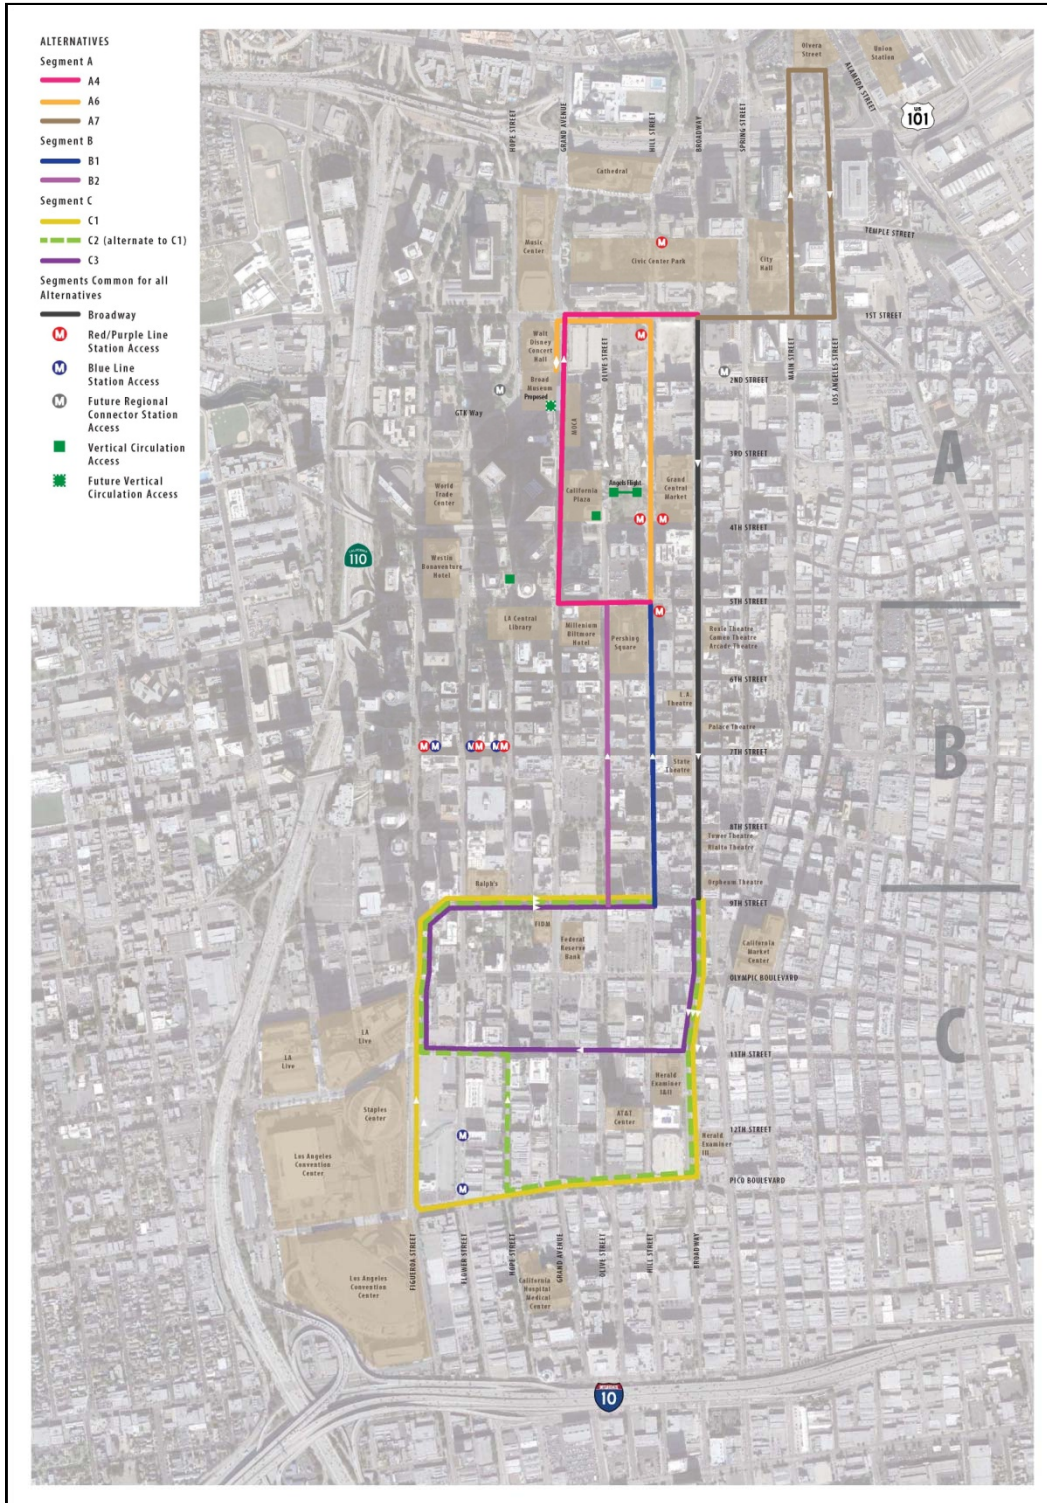 ALTERNATIVES
Segment A
A4
A6
A7
Segment B
B1
B2
Segment C
C1
C2 (alternate to C1)
C3
Segments Common for all
Alternatives
Broadway
M
Red/Purple Line
Station Access
M
Blue Line
Station Access
M
Future Regional
Connector Station
Access
Vertical Circulation
Access
Future Vertical
Circulation Access
Olvera
Street
Union
Station
ALAMEDA STREET
US
101
HOPE STREET
GRAND AVENUE
HILL STREET
BROADWAY
SPRING STREET
Cathedral
Music
Center
M
Civic Center Park
City
Hall
TEMPLE STREET
1ST STREET
Walt
Disney
Concert
Hall
M
OLIVE STREET
MAIN STREET
LOS ANGELES STREET
M
2ND STREET
Broad
Museum
Proposed
M
GTK Way
MOCA
A
3RD STREET
World
Trade
Center
California
Plaza
Angels Flight
Grand
Central
Market
M M
4TH STREET
CALIFORNIA
110
Westin
Bonaventure
Hotel
5TH STREET
LA Central
Library
Millenium
Biltmore
Hotel
Pershing
Square
M
Roxie Theatre
Cameo Theatre
Arcade Theatre
6TH STREET
L.A.
Theatre
Palace Theatre
M M M M M M
7TH STREET
State
Theatre
B
8TH STREET
Tower Theatre
Rialto Theatre
Ralph's
Orpheum Theatre
9TH STREET
FIDM
Federal
Reserve
Bank
California
Market
Center
OLYMPIC BOULEVARD
LA
Live
LA
Live
11TH STREET
C
Herald
Examiner
I&II
Staples
Center
AT&T
Center
M
12TH STREET
Herald
Examiner
III
Los Angeles
Convention
Center
M
PICO BOULEVARD
FIGUEROA STREET
FLOWER STREET
HOPE STREET
GRAND AVENUE
OLIVE STREET
HILL STREET
BROADWAY
Los Angeles
Convention
Center
California
Hospital
Medical
Center
INTERSTATE
10